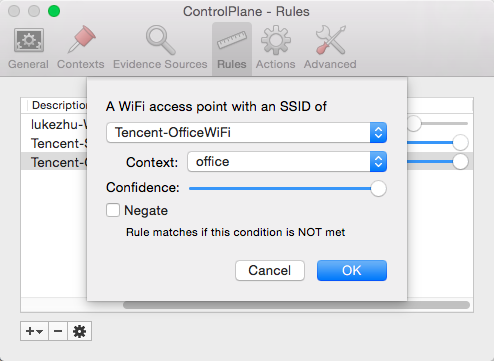 ControlPlane - Rules
General Contexts Evidence Sources Rules Actions Advanced
Description
lukezhu-
Tencent-
Tencent-
A WiFi access point with an SSID of
Tencent-OfficeWiFi
Context: office
Confidence:
Negate
Rule matches if this condition is NOT met
Cancel OK